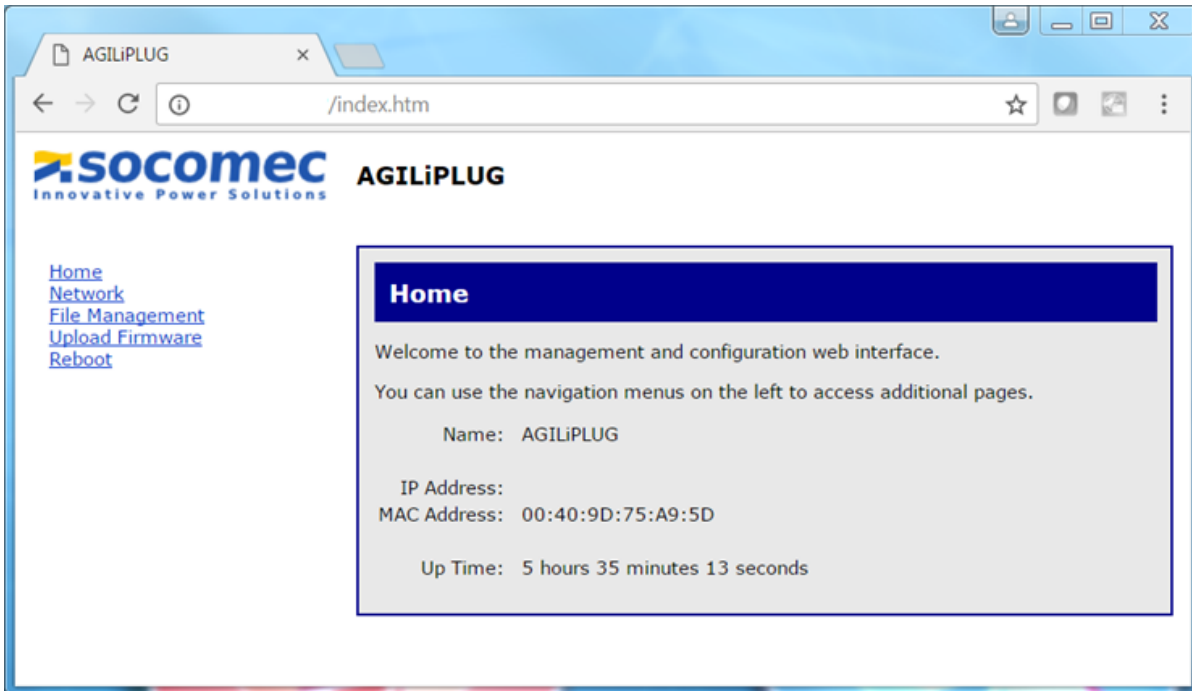 AGILiPLUG
/index.htm
socomec
Innovative Power Solutions
AGILiPLUG
Home
Network
File Management
Upload Firmware
Reboot
Home
Welcome to the management and configuration web interface.
You can use the navigation menus on the left to access additional pages.
Name: AGILiPLUG
IP Address:
MAC Address: 00:40:9D:75:A9:5D
Up Time: 5 hours 35 minutes 13 seconds